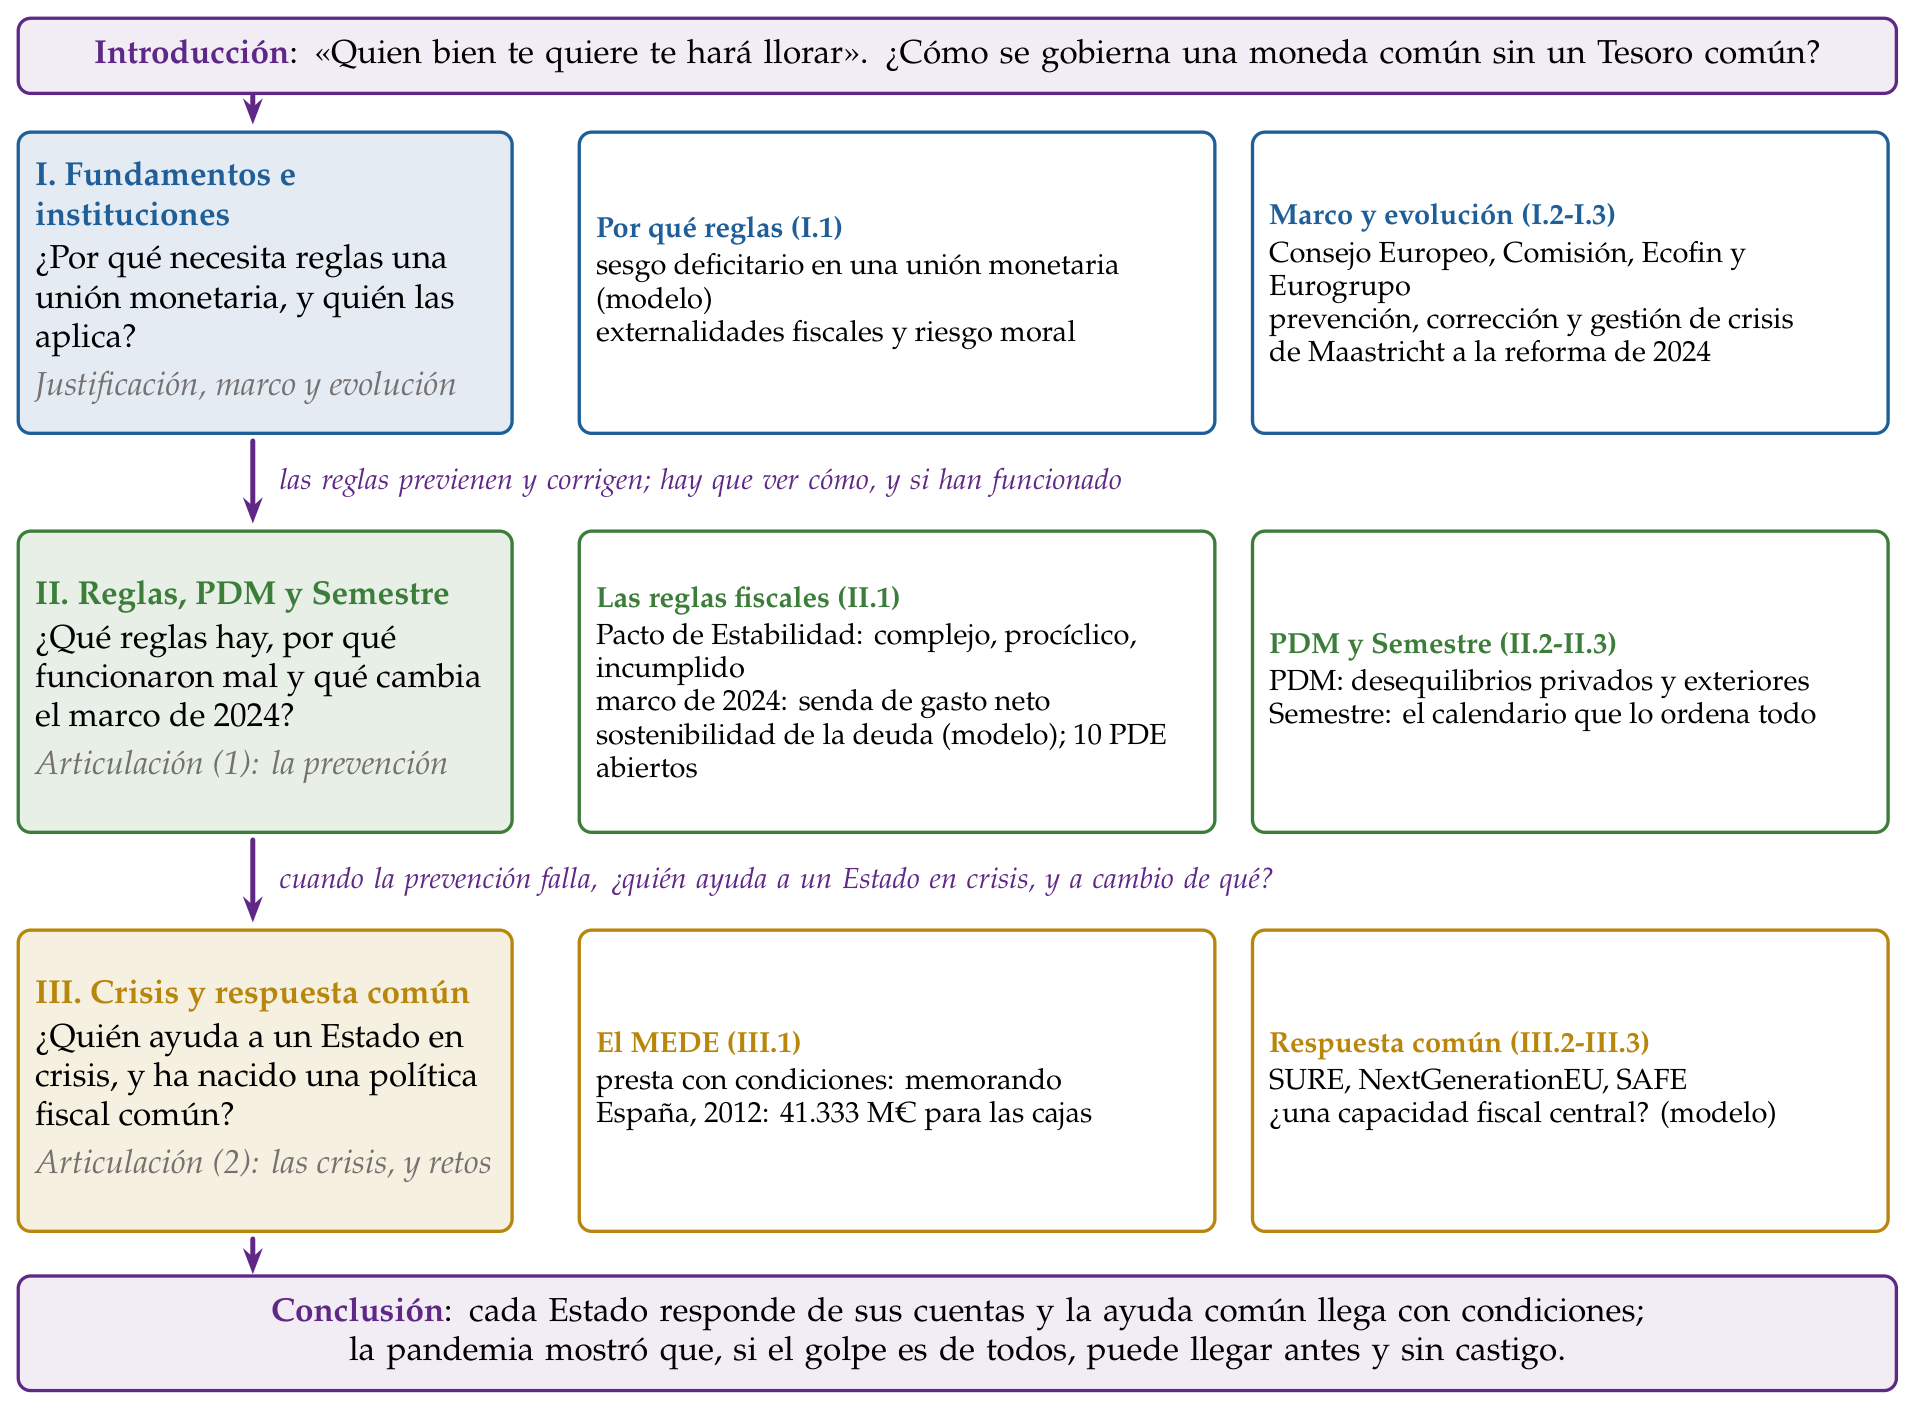 Introducción: «Quien bien te quiere te hará llorar». ¿Cómo se gobierna una moneda común sin un Tesoro común?
I. Fundamentos e
instituciones
¿Por qué necesita reglas una
unión monetaria, y quién las
aplica?
Justificación, marco y evolución
Por qué reglas (I.1)
sesgo deficitario en una unión monetaria
(modelo)
externalidades fiscales y riesgo moral
Marco y evolución (I.2-I.3)
Consejo Europeo, Comisión, Ecofin y
Eurogrupo
prevención, corrección y gestión de crisis
de Maastricht a la reforma de 2024
las reglas previenen y corrigen; hay que ver cómo, y si han funcionado
II. Reglas, PDM y Semestre
¿Qué reglas hay, por qué
funcionaron mal y qué cambia
el marco de 2024?
Articulación (1): la prevención
Las reglas fiscales (II.1)
Pacto de Estabilidad: complejo, procíclico,
incumplido
marco de 2024: senda de gasto neto
sostenibilidad de la deuda (modelo); 10 PDE
abiertos
PDM y Semestre (II.2-II.3)
PDM: desequilibrios privados y exteriores
Semestre: el calendario que lo ordena todo
cuando la prevención falla, ¿quién ayuda a un Estado en crisis, y a cambio de qué?
III. Crisis y respuesta común
¿Quién ayuda a un Estado en
crisis, y ha nacido una política
fiscal común?
Articulación (2): las crisis, y retos
El MEDE (III.1)
presta con condiciones: memorando
España, 2012: 41.333 M€ para las cajas
Respuesta común (III.2-III.3)
SURE, NextGenerationEU, SAFE
¿una capacidad fiscal central? (modelo)
Conclusión: cada Estado responde de sus cuentas y la ayuda común llega con condiciones;
la pandemia mostró que, si el golpe es de todos, puede llegar antes y sin castigo.